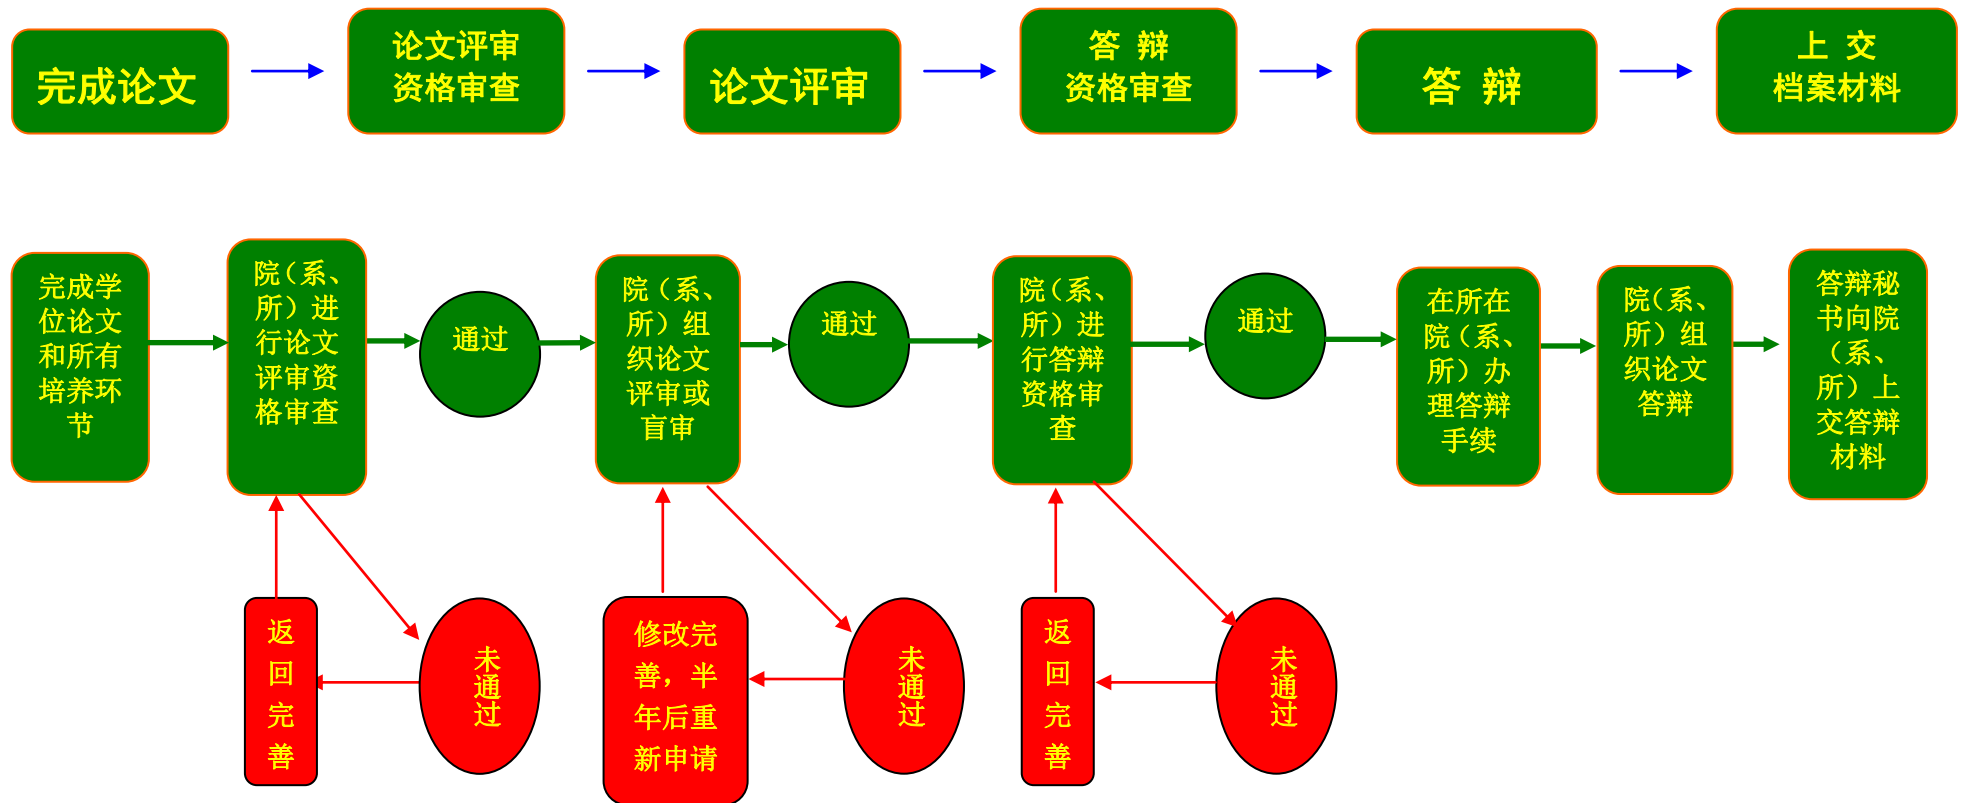 完成论文
论文评审
资格审查
论文评审
答 辩
资格审查
答 辩
上 交
档案材料
完成学
位论文
和所有
培养环
节
院（系、
所）进
行论文
评审资
格审查
通过
院（系、
所）组
织论文
评审或
盲审
通过
院（系、
所）进
行答辩
资格审
查
通过
在所在
院（系、
所）办
理答辩
手续
院（系、
所）组
织论文
答辩
答辩秘
书向院
（系、
所）上
交答辩
材料
返
回
完
善
未
通
过
修改完
善，半
年后重
新申请
未
通
过
返
回
完
善
未
通
过